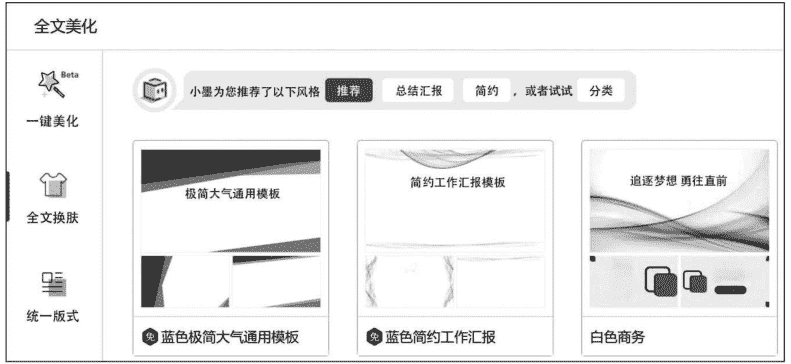 全文美化
Beta
一键美化
全文换肤
统一版式
小墨为您推荐了以下风格 推荐 总结汇报 简约 ，或者试试 分类
极简大气通用模板
免 蓝色极简大气通用模板
简约工作汇报模板
免 蓝色简约工作汇报
追逐梦想 勇往直前
白色商务